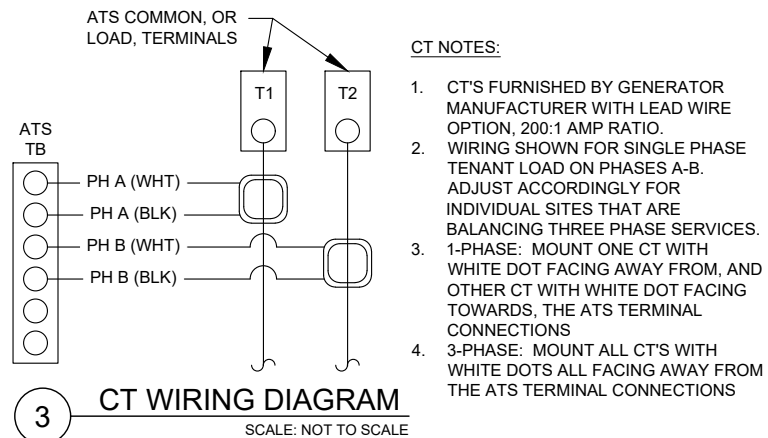 ATS COMMON, OR
LOAD, TERMINALS
T1
T2
ATS
TB
PH A (WHT)
PH A (BLK)
PH B (WHT)
PH B (BLK)
3
CT WIRING DIAGRAM
SCALE: NOT TO SCALE
CT NOTES:
1. CT'S FURNISHED BY GENERATOR
MANUFACTURER WITH LEAD WIRE
OPTION, 200:1 AMP RATIO.
2. WIRING SHOWN FOR SINGLE PHASE
TENANT LOAD ON PHASES A-B.
ADJUST ACCORDINGLY FOR
INDIVIDUAL SITES THAT ARE
BALANCING THREE PHASE SERVICES.
3. 1-PHASE: MOUNT ONE CT WITH
WHITE DOT FACING AWAY FROM, AND
OTHER CT WITH WHITE DOT FACING
TOWARDS, THE ATS TERMINAL
CONNECTIONS
4. 3-PHASE: MOUNT ALL CT'S WITH
WHITE DOTS ALL FACING AWAY FROM
THE ATS TERMINAL CONNECTIONS